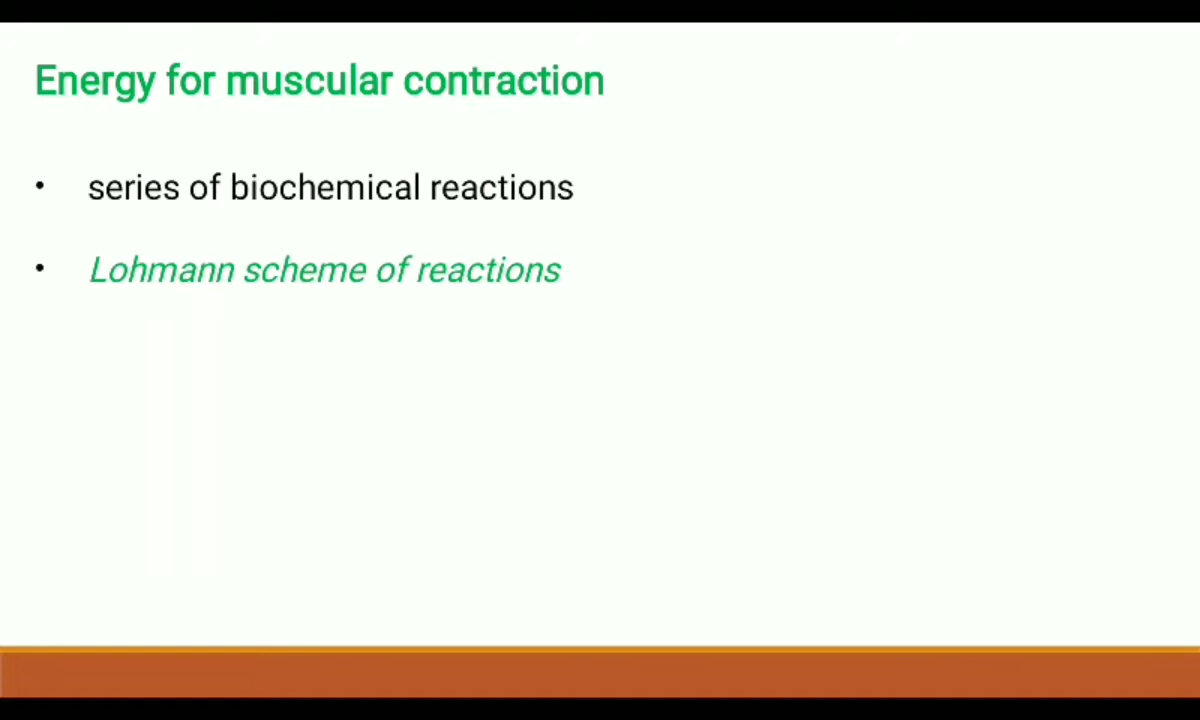 Energy for muscular contraction
• series of biochemical reactions
• Lohmann scheme of reactions